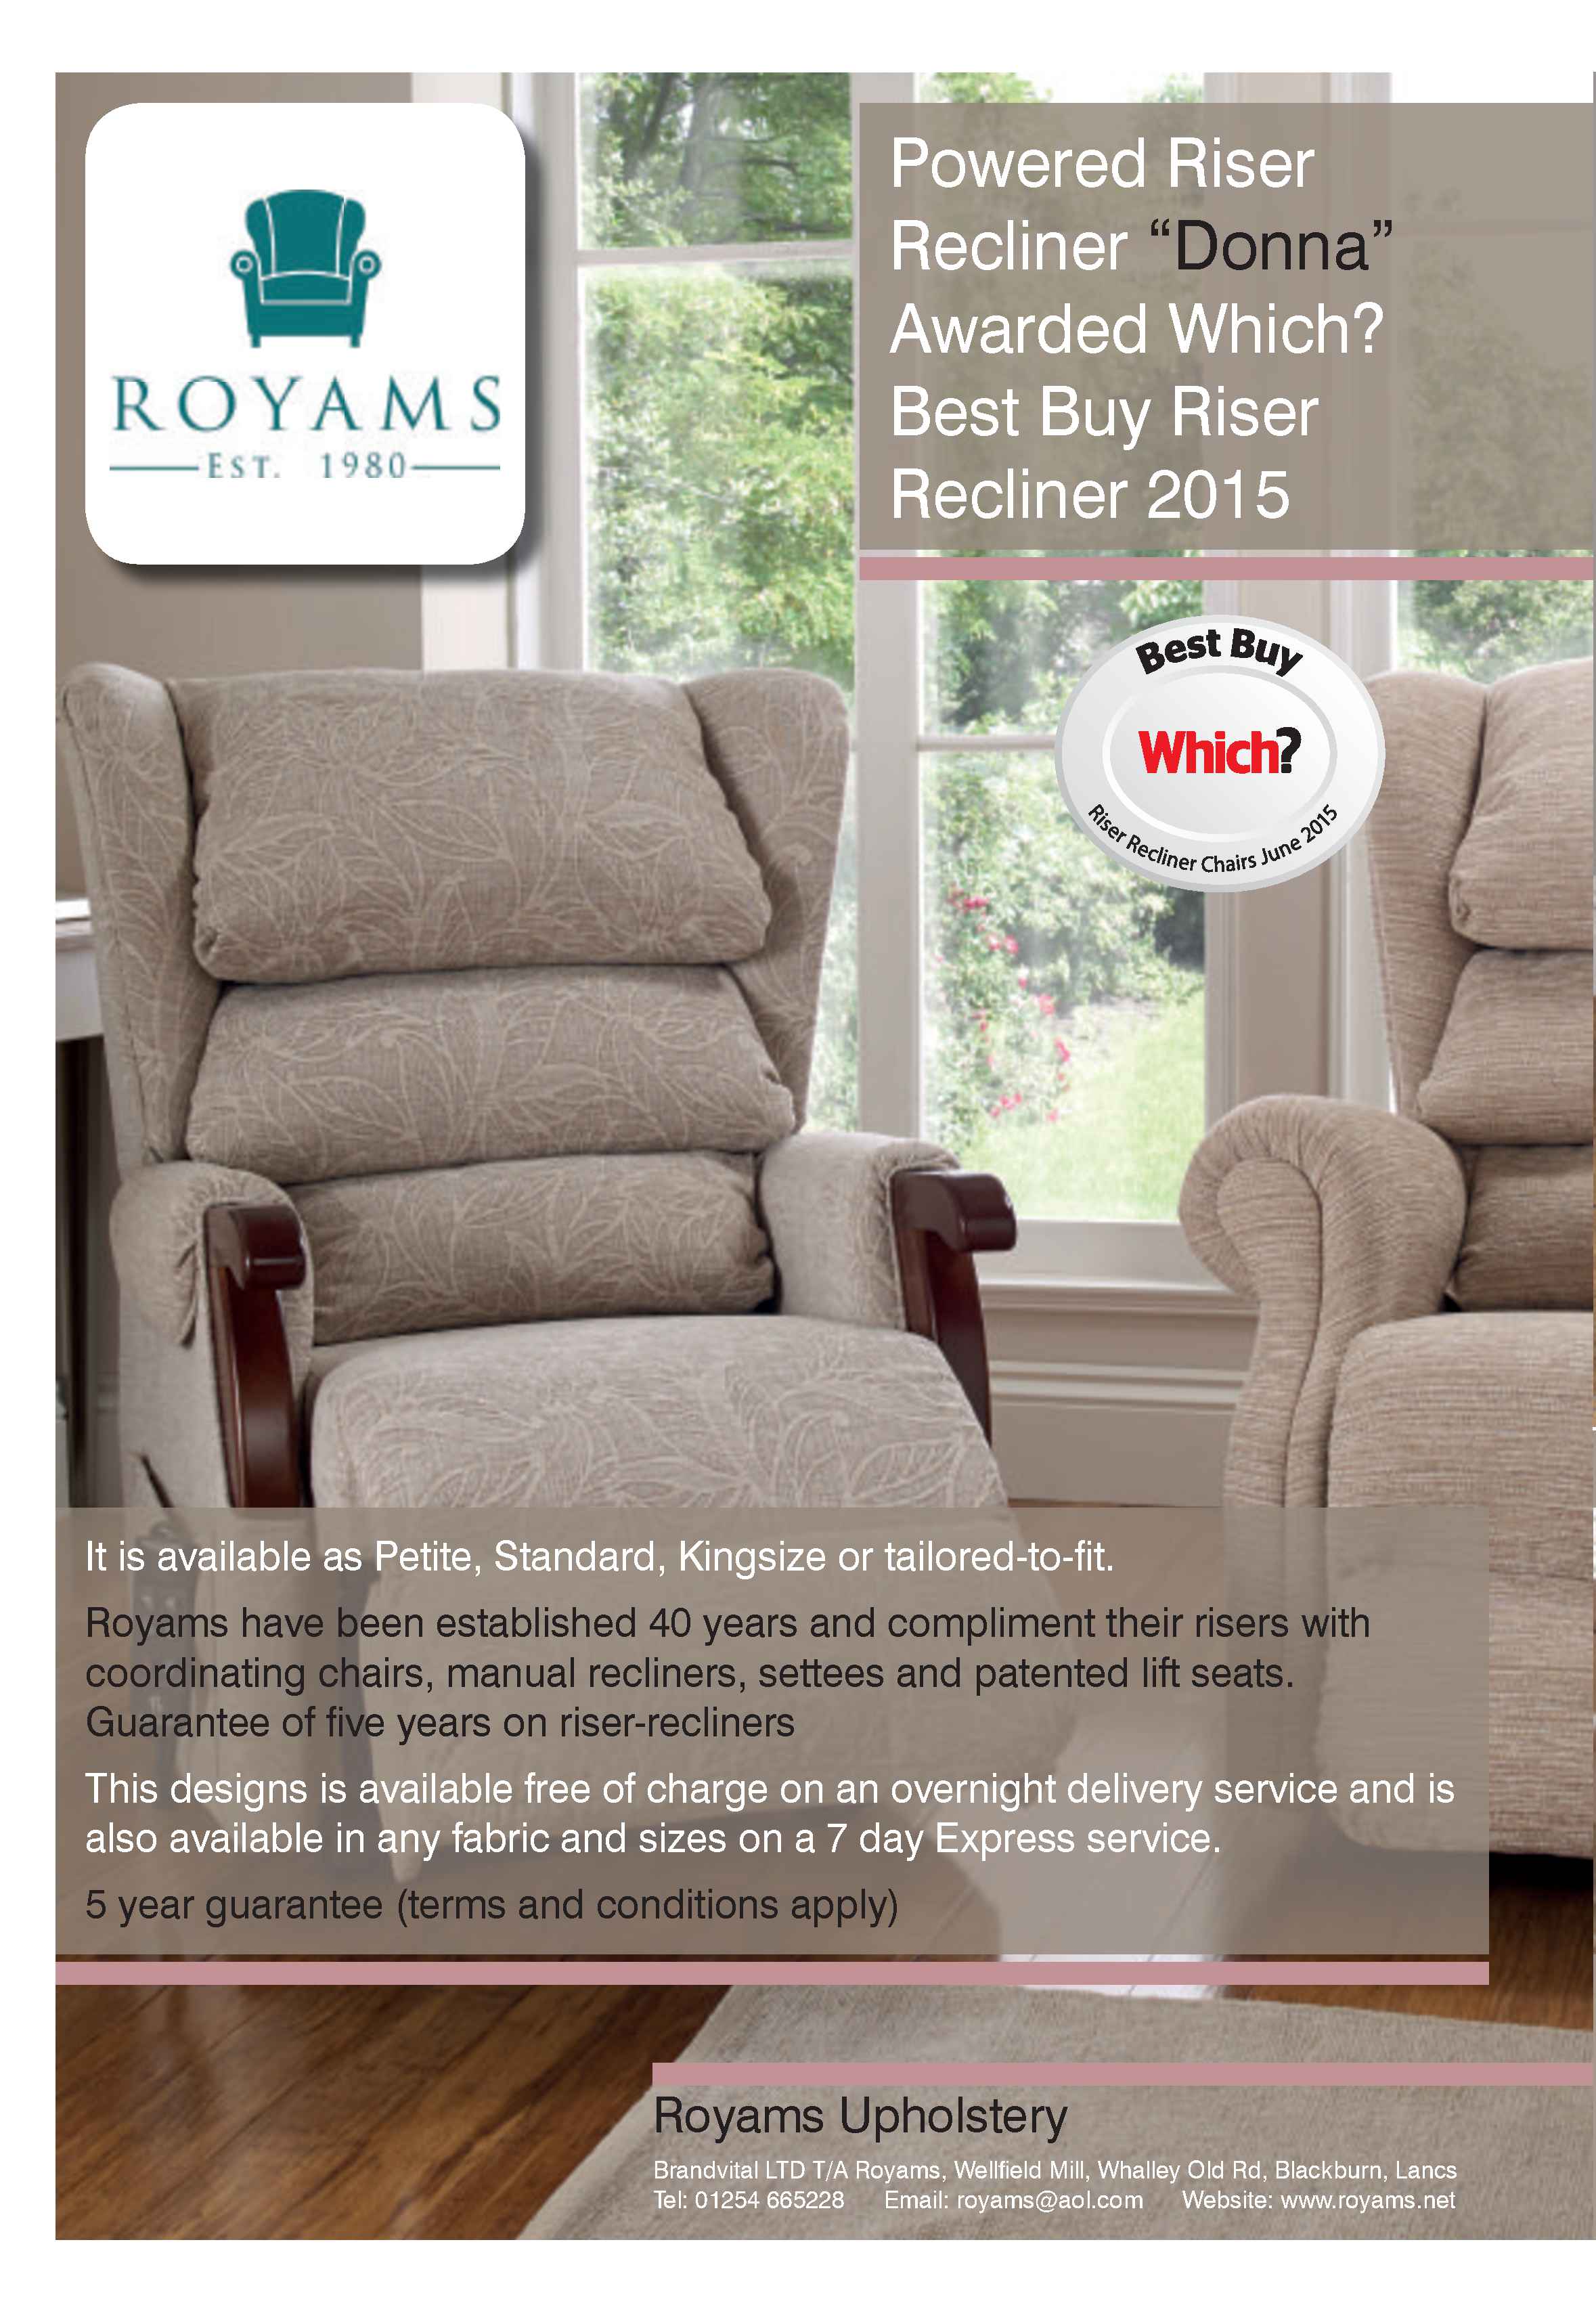 ROYAMS
EST. 1980
Powered Riser
Recliner “Donna”
Awarded Which?
Best Buy Riser
Recliner 2015
Best Buy
Which?
Riser Recliner Chairs June 2015
It is available as Petite, Standard, Kingsize or tailored-to-fit.
Royams have been established 40 years and compliment their risers with
coordinating chairs, manual recliners, settees and patented lift seats.
Guarantee of five years on riser-recliners
This designs is available free of charge on an overnight delivery service and is
also available in any fabric and sizes on a 7 day Express service.
5 year guarantee (terms and conditions apply)
Royams Upholstery
Brandvital LTD T/A Royams, Wellfield Mill, Whalley Old Rd, Blackburn, Lancs
Tel: 01254 665228 Email: royams@aol.com Website: www.royams.net